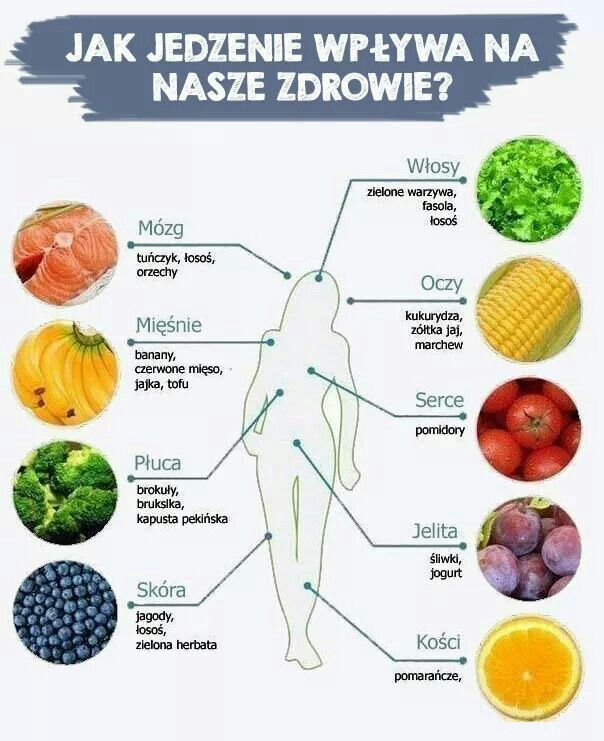 JAK JEDZENIE WPŁYWA NA
NASZE ZDROWIE?
Włosy
zielone warzywa,
fasola,
łosoś
Mózg
tuńczyk, łosoś,
orzechy
Oczy
kukurydza,
zółtka jaj,
marchew
Mięśnie
banany,
czerwone mięso,
jajka, tofu
Serce
pomidory
Płuca
brokuły,
brukslka,
kapusta pekińska
Jelita
śliwki,
jogurt
Skóra
jagody,
łosoś,
zielona herbata
Kości
pomarańcze,